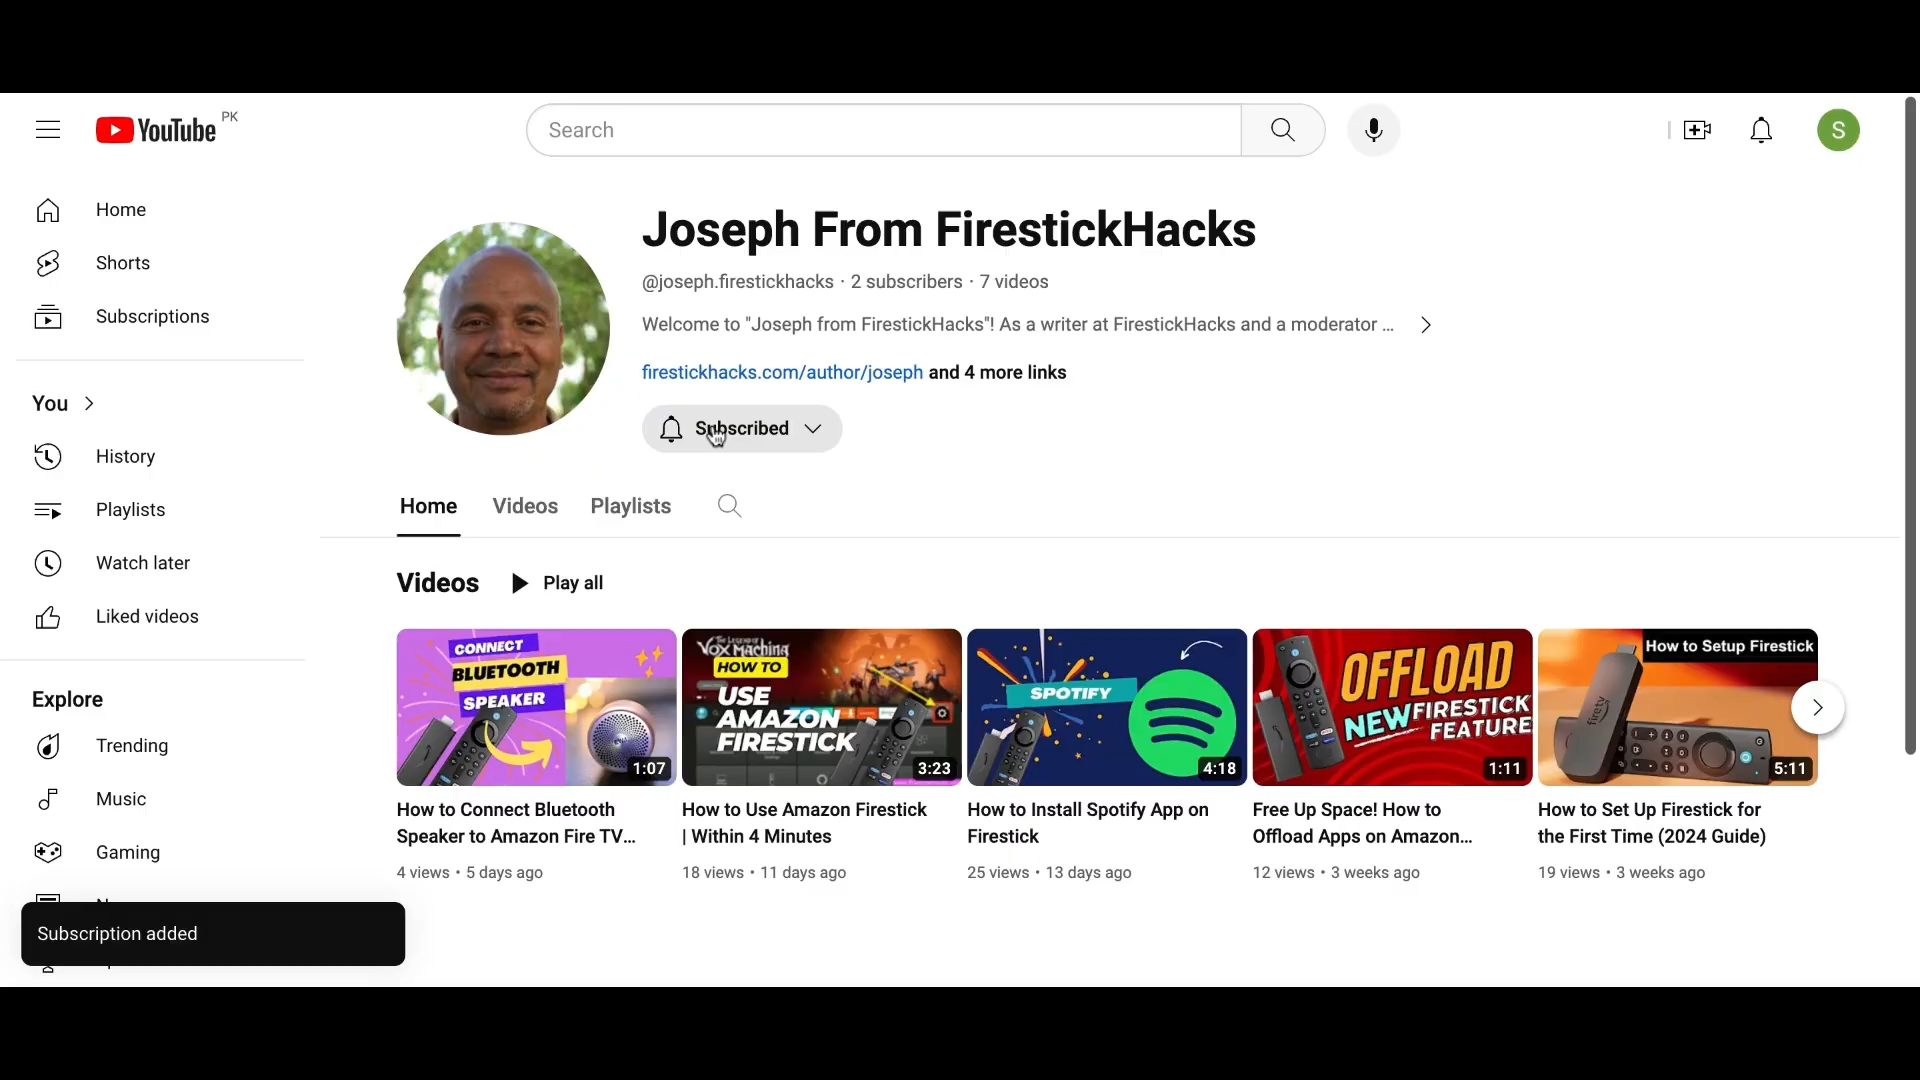 YouTube PK
Search
S
Home
Shorts
Subscriptions
You
History
Playlists
Watch later
Liked videos
Explore
Trending
Music
Gaming
Subscription added
Joseph From FirestickHacks
@joseph.firestickhacks · 2 subscribers · 7 videos
Welcome to "Joseph from FirestickHacks"! As a writer at FirestickHacks and a moderator ...
firestickhacks.com/author/joseph and 4 more links
Subscribed
Home Videos Playlists
Videos Play all
CONNECT
BLUETOOTH
SPEAKER
1:07
How to Connect Bluetooth
Speaker to Amazon Fire TV...
4 views • 5 days ago
THE LEGEND OF
VOX MACHINA
HOW TO
USE
AMAZON
FIRESTICK
3:23
How to Use Amazon Firestick
| Within 4 Minutes
18 views • 11 days ago
SPOTIFY
4:18
How to Install Spotify App on
Firestick
25 views • 13 days ago
OFFLOAD
NEW FIRESTICK
FEATURE
1:11
Free Up Space! How to
Offload Apps on Amazon...
12 views • 3 weeks ago
How to Setup Firestick
firetv
5:11
How to Set Up Firestick for
the First Time (2024 Guide)
19 views • 3 weeks ago